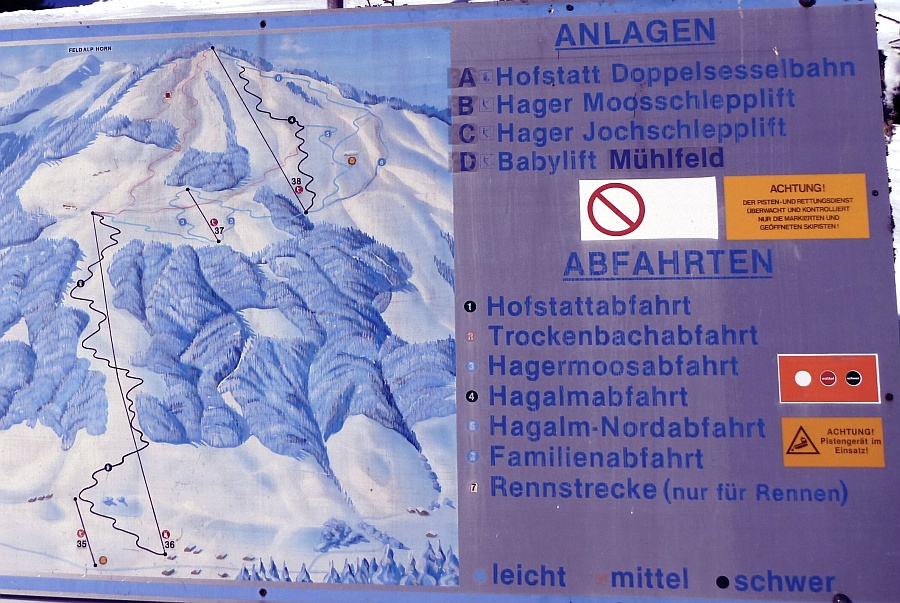 FELDALP HORN
38
37
35
36
ANLAGEN
A Hofstatt Doppelsesselbahn
B Hager Moosschlepplift
C Hager Jochschlepplift
D Babylift Mühlfeld
ACHTUNG!
DER PISTEN- UND RETTUNGSDIENST
ÜBERWACHT UND KONTROLLIERT
NUR DIE MARKIERTEN UND
GEÖFFNETEN SKIPISTEN!
ABFAHRTEN
1 Hofstattabfahrt
2 Trockenbachabfahrt
3 Hagermoosabfahrt
4 Hagalmabfahrt
5 Hagalm-Nordabfahrt
Familienabfahrt
7 Rennstrecke (nur für Rennen)
ACHTUNG!
Pistengerät im
Einsatz!
leicht mittel schwer